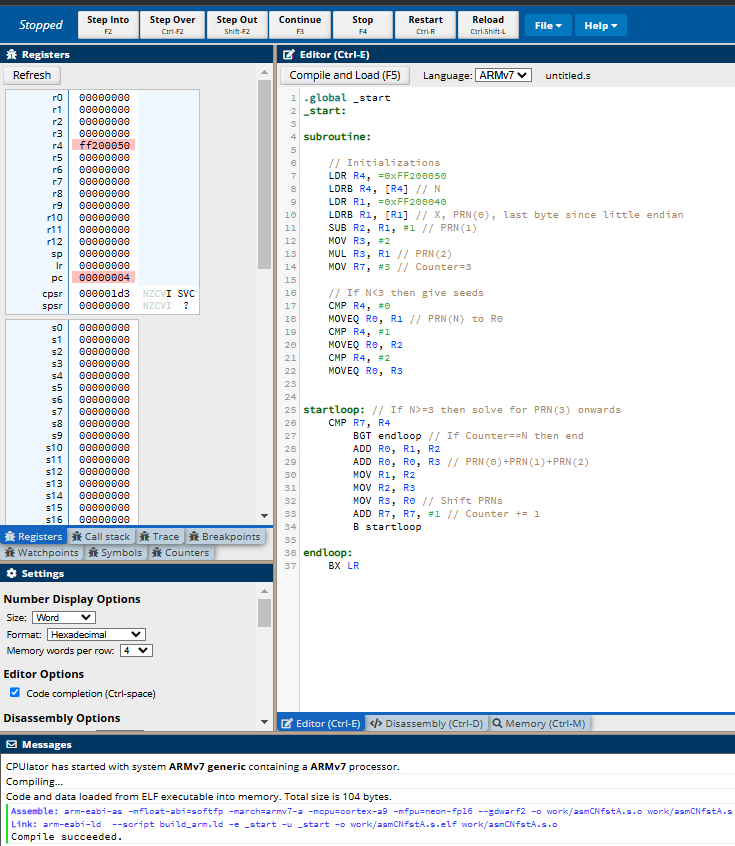 Stopped
Step Into
F2
Step Over
Ctrl-F2
Step Out
Shift-F2
Continue
F3
Stop
F4
Restart
Ctrl-R
Reload
Ctrl-Shift-L
File
Help
Registers
Refresh
r0 00000000
r1 00000000
r2 00000000
r3 00000000
r4 ff200050
r5 00000000
r6 00000000
r7 00000000
r8 00000000
r9 00000000
r10 00000000
r11 00000000
r12 00000000
sp 00000000
lr 00000000
pc 00000004
cpsr 000001d3 NZCVI SVC
spsr 00000000 NZCVI ?
s0 00000000
s1 00000000
s2 00000000
s3 00000000
s4 00000000
s5 00000000
s6 00000000
s7 00000000
s8 00000000
s9 00000000
s10 00000000
s11 00000000
s12 00000000
s13 00000000
s14 00000000
s15 00000000
s16 00000000
Registers Call stack Trace Breakpoints
Watchpoints Symbols Counters
Settings
Number Display Options
Size: Word
Format: Hexadecimal
Memory words per row: 4
Editor Options
Code completion (Ctrl-space)
Disassembly Options
Editor (Ctrl-E)
Compile and Load (F5) Language: ARMv7 untitled.s
1 .global _start
2 _start:
3
4 subroutine:
5
6 // Initializations
7 LDR R4, =0xFF200050
8 LDRB R4, [R4] // N
9 LDR R1, =0xFF200040
10 LDRB R1, [R1] // X, PRN(0), last byte since little endian
11 SUB R2, R1, #1 // PRN(1)
12 MOV R3, #2
13 MUL R3, R1 // PRN(2)
14 MOV R7, #3 // Counter=3
15
16 // If N<3 then give seeds
17 CMP R4, #0
18 MOVEQ R0, R1 // PRN(N) to R0
19 CMP R4, #1
20 MOVEQ R0, R2
21 CMP R4, #2
22 MOVEQ R0, R3
23
24
25 startloop: // If N>=3 then solve for PRN(3) onwards
26 CMP R7, R4
27 BGT endloop // If Counter==N then end
28 ADD R0, R1, R2
29 ADD R0, R0, R3 // PRN(0)+PRN(1)+PRN(2)
30 MOV R1, R2
31 MOV R2, R3
32 MOV R3, R0 // Shift PRNs
33 ADD R7, R7, #1 // Counter += 1
34 B startloop
35
36 endloop:
37 BX LR
Editor (Ctrl-E) Disassembly (Ctrl-D) Memory (Ctrl-M)
Messages
CPUlator has started with system ARMv7 generic containing a ARMv7 processor.
Compiling...
Code and data loaded from ELF executable into memory. Total size is 104 bytes.
Assemble: arm-eabi-as -mfloat-abi=softfp -march=armv7-a -mcpu=cortex-a9 -mfpu=neon-fp16 --gdwarf2 -o work/asmCNfstA.s.o work/asmCNfstA.s
Link: arm-eabi-ld --script build_arm.ld -e _start -u _start -o work/asmCNfstA.s.elf work/asmCNfstA.s.o
Compile succeeded.